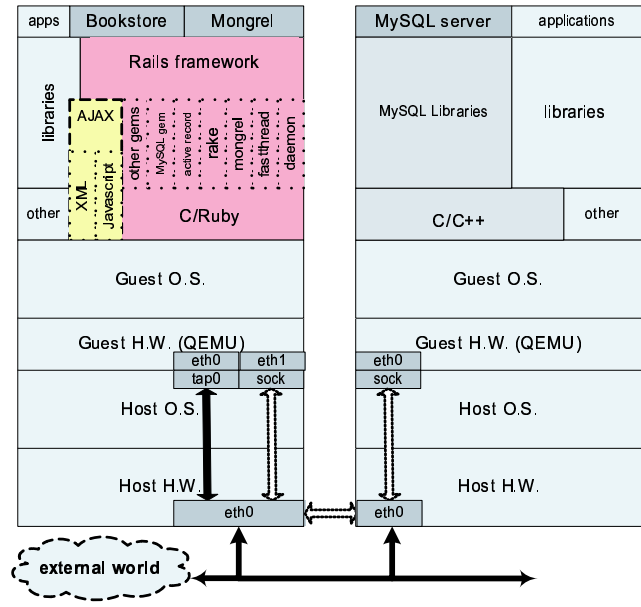 apps
Bookstore
Mongrel
Rails framework
libraries
AJAX
XML
Javascript
other gems
MySQL gem
active record
rake
mongrel
fastthread
daemon
other
C/Ruby
Guest O.S.
Guest H.W. (QEMU)
eth0
eth1
tap0
sock
Host O.S.
Host H.W.
eth0
MySQL server
applications
MySQL Libraries
libraries
C/C++
other
Guest O.S.
Guest H.W. (QEMU)
eth0
sock
Host O.S.
Host H.W.
eth0
external world